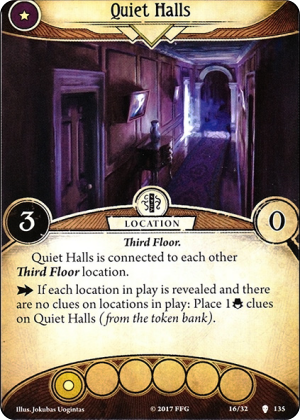 Quiet Halls
3
LOCATION
0
Third Floor.
Quiet Halls is connected to each other
Third Floor location.
If each location in play is revealed and there
are no clues on locations in play: Place 1 clues
on Quiet Halls (from the token bank).
Illus. Jokubas Uogintas
© 2017 FFG
16/32
135